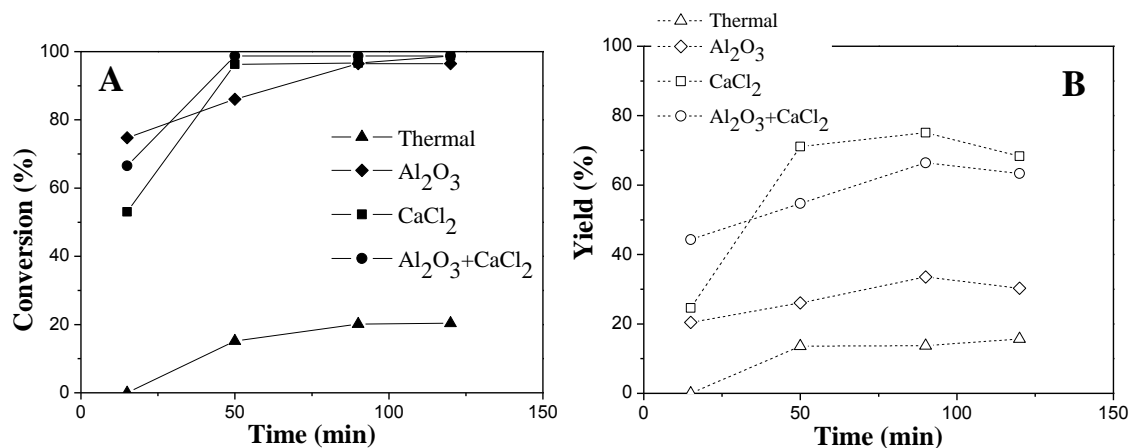 A
Conversion (%)
100
80
60
40
20
0
0
50
100
150
Time (min)
Thermal
Al₂O₃
CaCl₂
Al₂O₃+CaCl₂
B
Thermal
Al₂O₃
CaCl₂
Al₂O₃+CaCl₂
Yield (%)
100
80
60
40
20
0
0
50
100
150
Time (min)